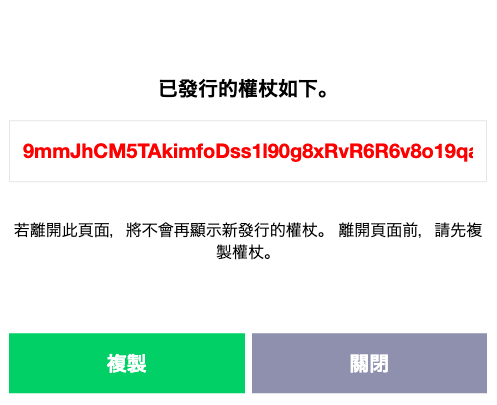 已發行的權杖如下。
9mmJhCM5TAkimfoDss1l90g8xRvR6R6v8o19qa
若離開此頁面，將不會再顯示新發行的權杖。 離開頁面前，請先複
製權杖。
複製
關閉